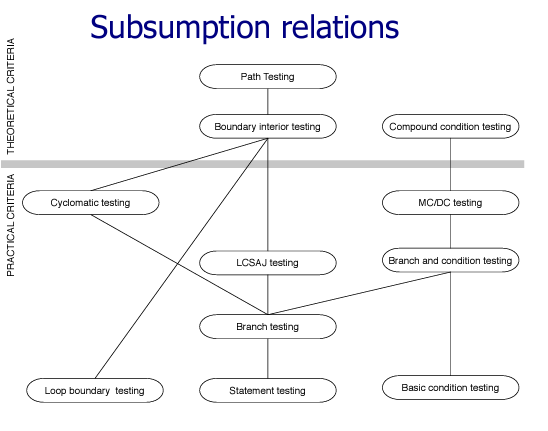 Subsumption relations
THEORETICAL CRITERIA
Path Testing
Boundary interior testing
Compound condition testing
PRACTICAL CRITERIA
Cyclomatic testing
MC/DC testing
LCSAJ testing
Branch and condition testing
Branch testing
Loop boundary testing
Statement testing
Basic condition testing